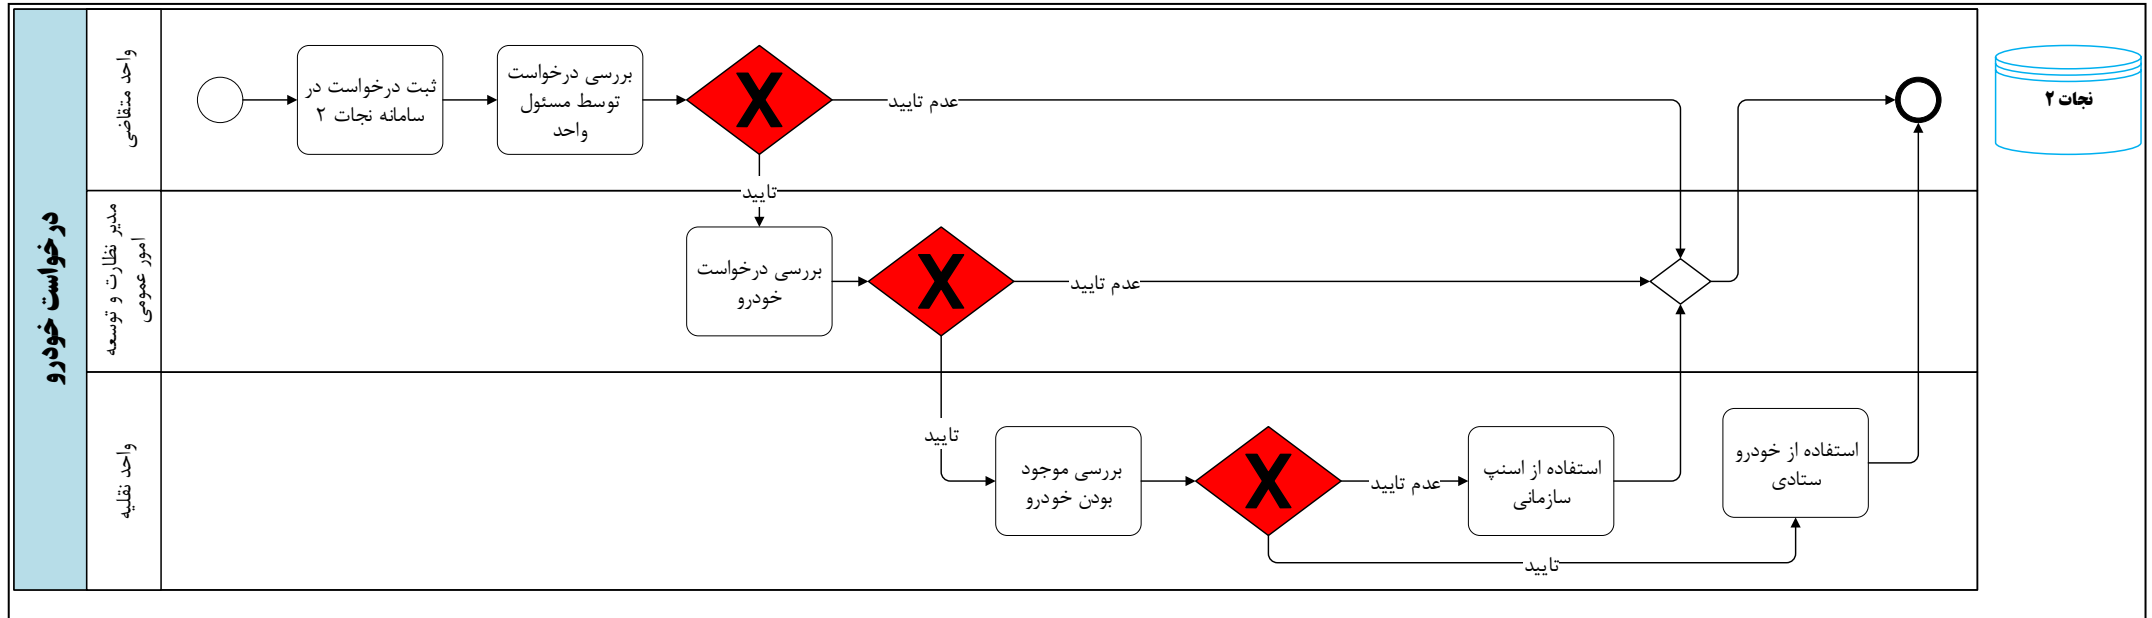 درخواست خودرو
واحد متقاضی
ثبت درخواست در
سامانه نجات ۲
بررسی درخواست
توسط مسئول
واحد
X
عدم تایید
تایید
نجات ۲
مدیر نظارت و توسعه
امور عمومی
بررسی درخواست
خودرو
X
عدم تایید
تایید
واحد نقلیه
بررسی موجود
بودن خودرو
X
عدم تایید
تایید
استفاده از اسنپ
سازمانی
استفاده از خودرو
ستادی